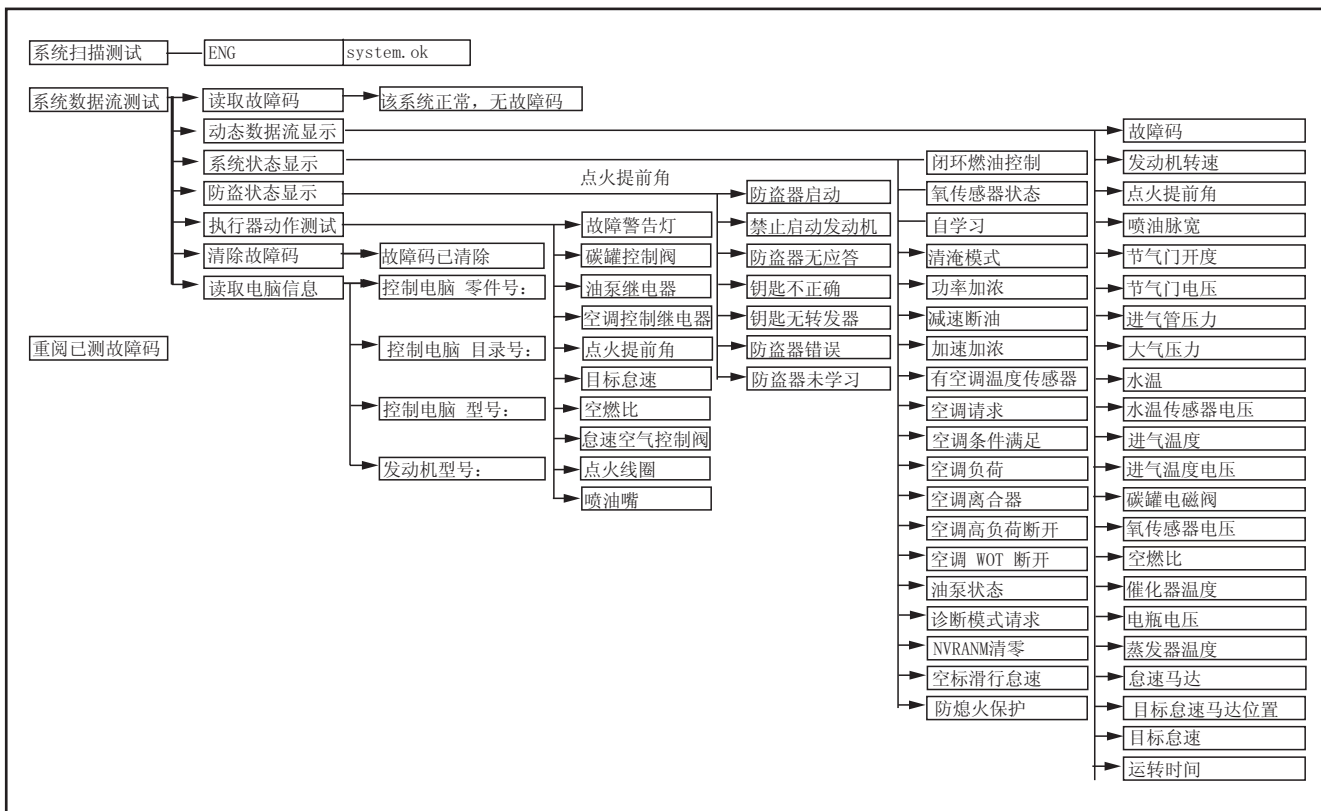 系统扫描测试
ENG
system.ok
系统数据流测试
读取故障码
该系统正常，无故障码
动态数据流显示
系统状态显示
防盗状态显示
点火提前角
执行器动作测试
清除故障码
故障码已清除
读取电脑信息
控制电脑 零件号：
控制电脑 目录号：
控制电脑 型号：
发动机型号：
重阅已测故障码
故障警告灯
碳罐控制阀
油泵继电器
空调控制继电器
点火提前角
目标怠速
空燃比
怠速空气控制阀
点火线圈
喷油嘴
防盗器启动
禁止启动发动机
防盗器无应答
钥匙不正确
钥匙无转发器
防盗器错误
防盗器未学习
闭环燃油控制
氧传感器状态
自学习
清淹模式
功率加浓
减速断油
加速加浓
有空调温度传感器
空调请求
空调条件满足
空调负荷
空调离合器
空调高负荷断开
空调 WOT 断开
油泵状态
诊断模式请求
NVRANM清零
空标滑行怠速
防熄火保护
故障码
发动机转速
点火提前角
喷油脉宽
节气门开度
节气门电压
进气管压力
大气压力
水温
水温传感器电压
进气温度
进气温度电压
碳罐电磁阀
氧传感器电压
空燃比
催化器温度
电瓶电压
蒸发器温度
怠速马达
目标怠速马达位置
目标怠速
运转时间